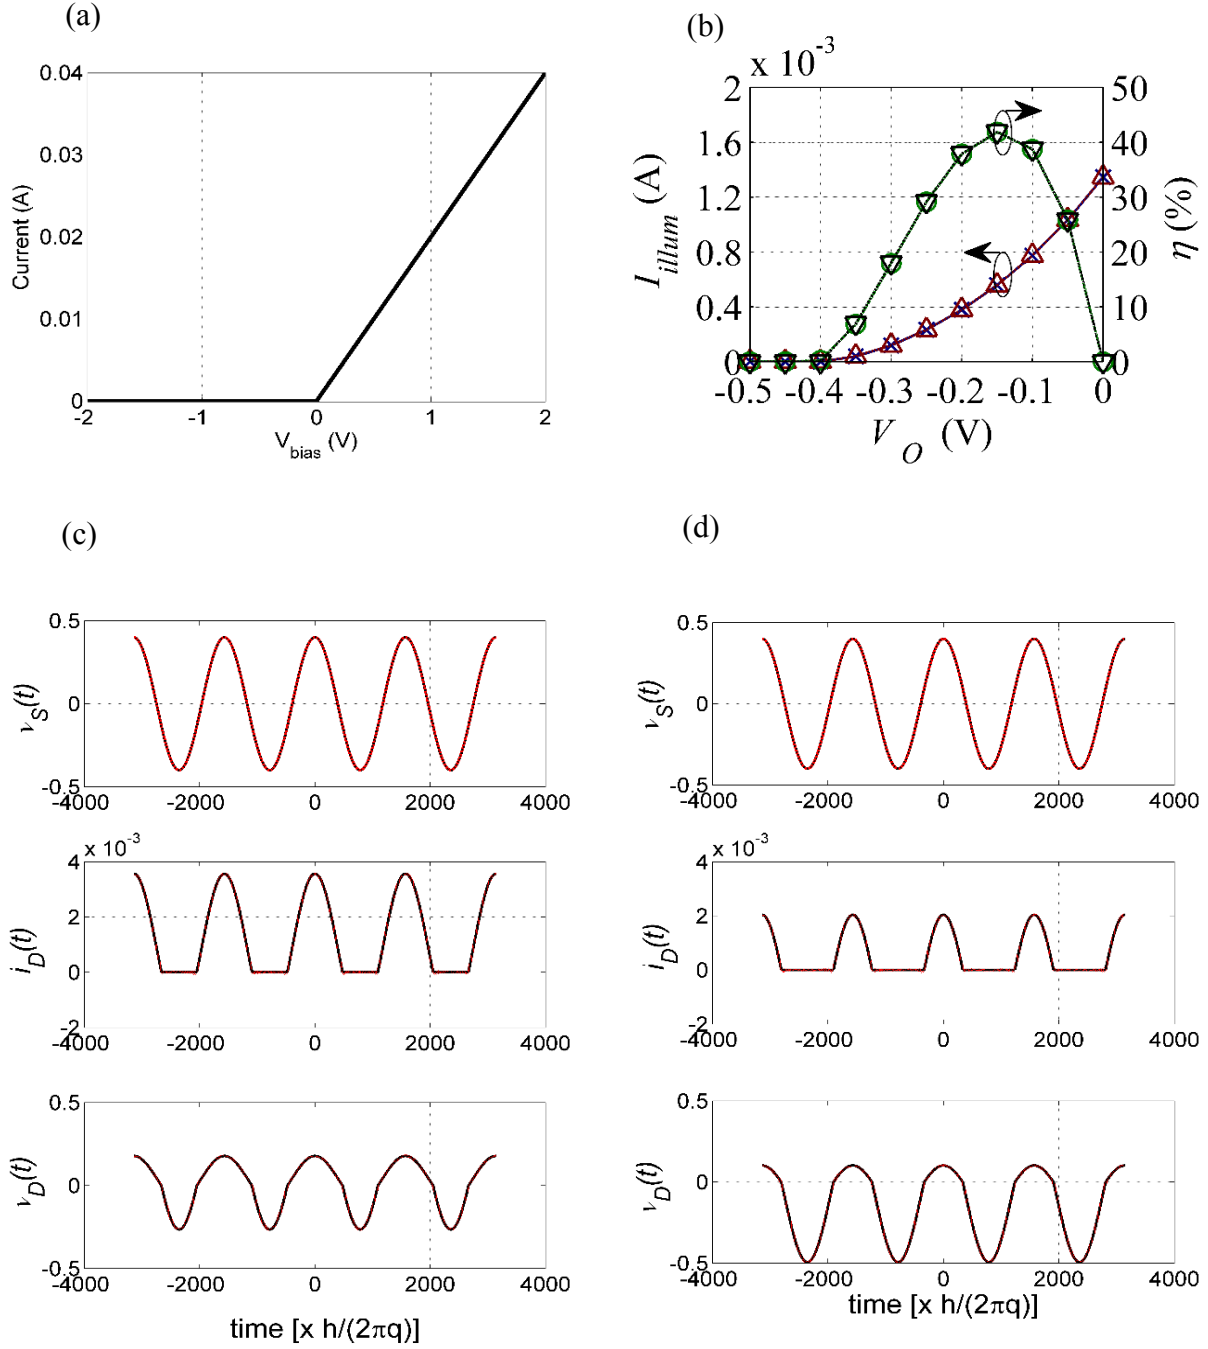 (a)
0.04
0.03
0.02
0.01
0
Current (A)
-2 -1 0 1 2
V_bias (V)
(b)
x 10^-3
2
1.6
1.2
0.8
0.4
0
I_illum (A)
50
40
30
20
10
0
η (%)
-0.5 -0.4 -0.3 -0.2 -0.1 0
V_O (V)
(c)
0.5
0
-0.5
v_S(t)
-4000 -2000 0 2000 4000
x 10^-3
4
2
0
-2
i_D(t)
-4000 -2000 0 2000 4000
0.5
0
-0.5
v_D(t)
-4000 -2000 0 2000 4000
time [x h/(2πq)]
(d)
0.5
0
-0.5
v_S(t)
-4000 -2000 0 2000 4000
x 10^-3
4
2
0
-2
i_D(t)
-4000 -2000 0 2000 4000
0.5
0
-0.5
v_D(t)
-4000 -2000 0 2000 4000
time [x h/(2πq)]